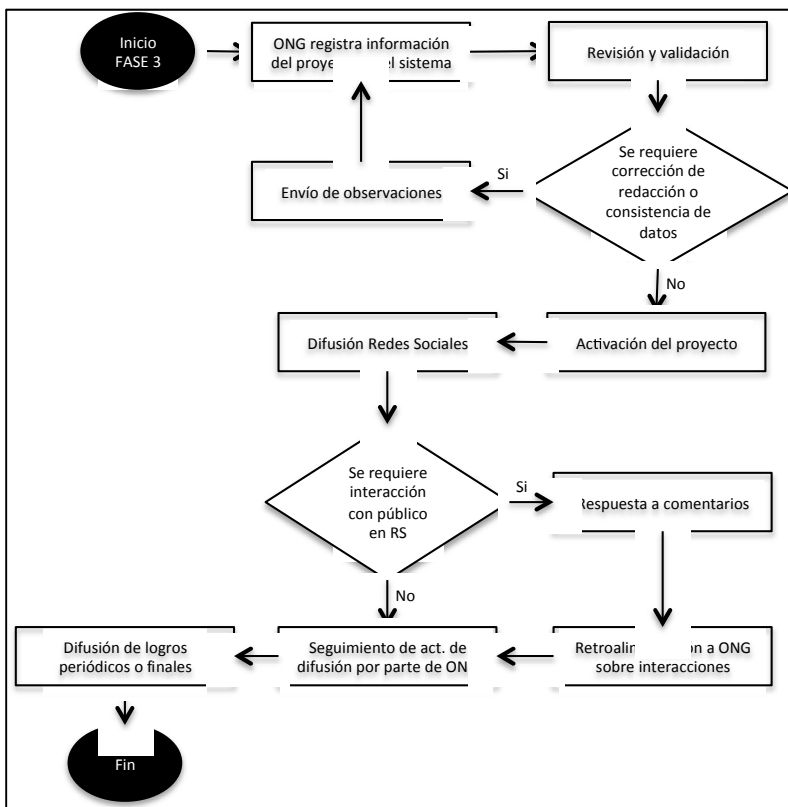 Inicio
FASE 3
ONG registra información
del proye el sistema
Revisión y validación
Se requiere
corrección de
redacción o
consistencia de
datos
Si
Envío de observaciones
No
Difusión Redes Sociales
Activación del proyecto
Se requiere
interacción
con público
en RS
Si
Respuesta a comentarios
No
Difusión de logros
periódicos o finales
Seguimiento de act. de
difusión por parte de ON
Retroalim ón a ONG
sobre interacciones
Fin